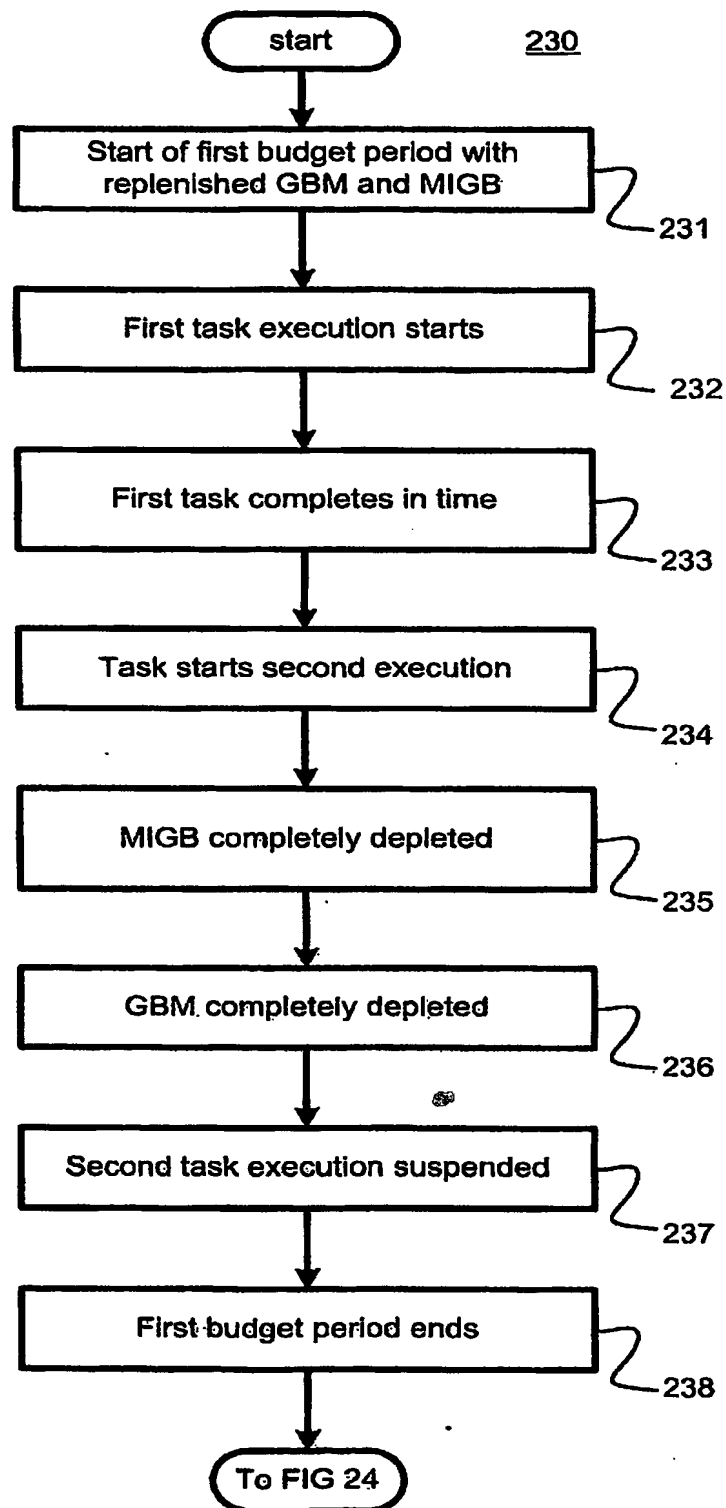 start
230
Start of first budget period with
replenished GBM and MIGB
231
First task execution starts
232
First task completes in time
233
Task starts second execution
234
MIGB completely depleted
235
GBM completely depleted
236
Second task execution suspended
237
First budget period ends
238
To FIG 24